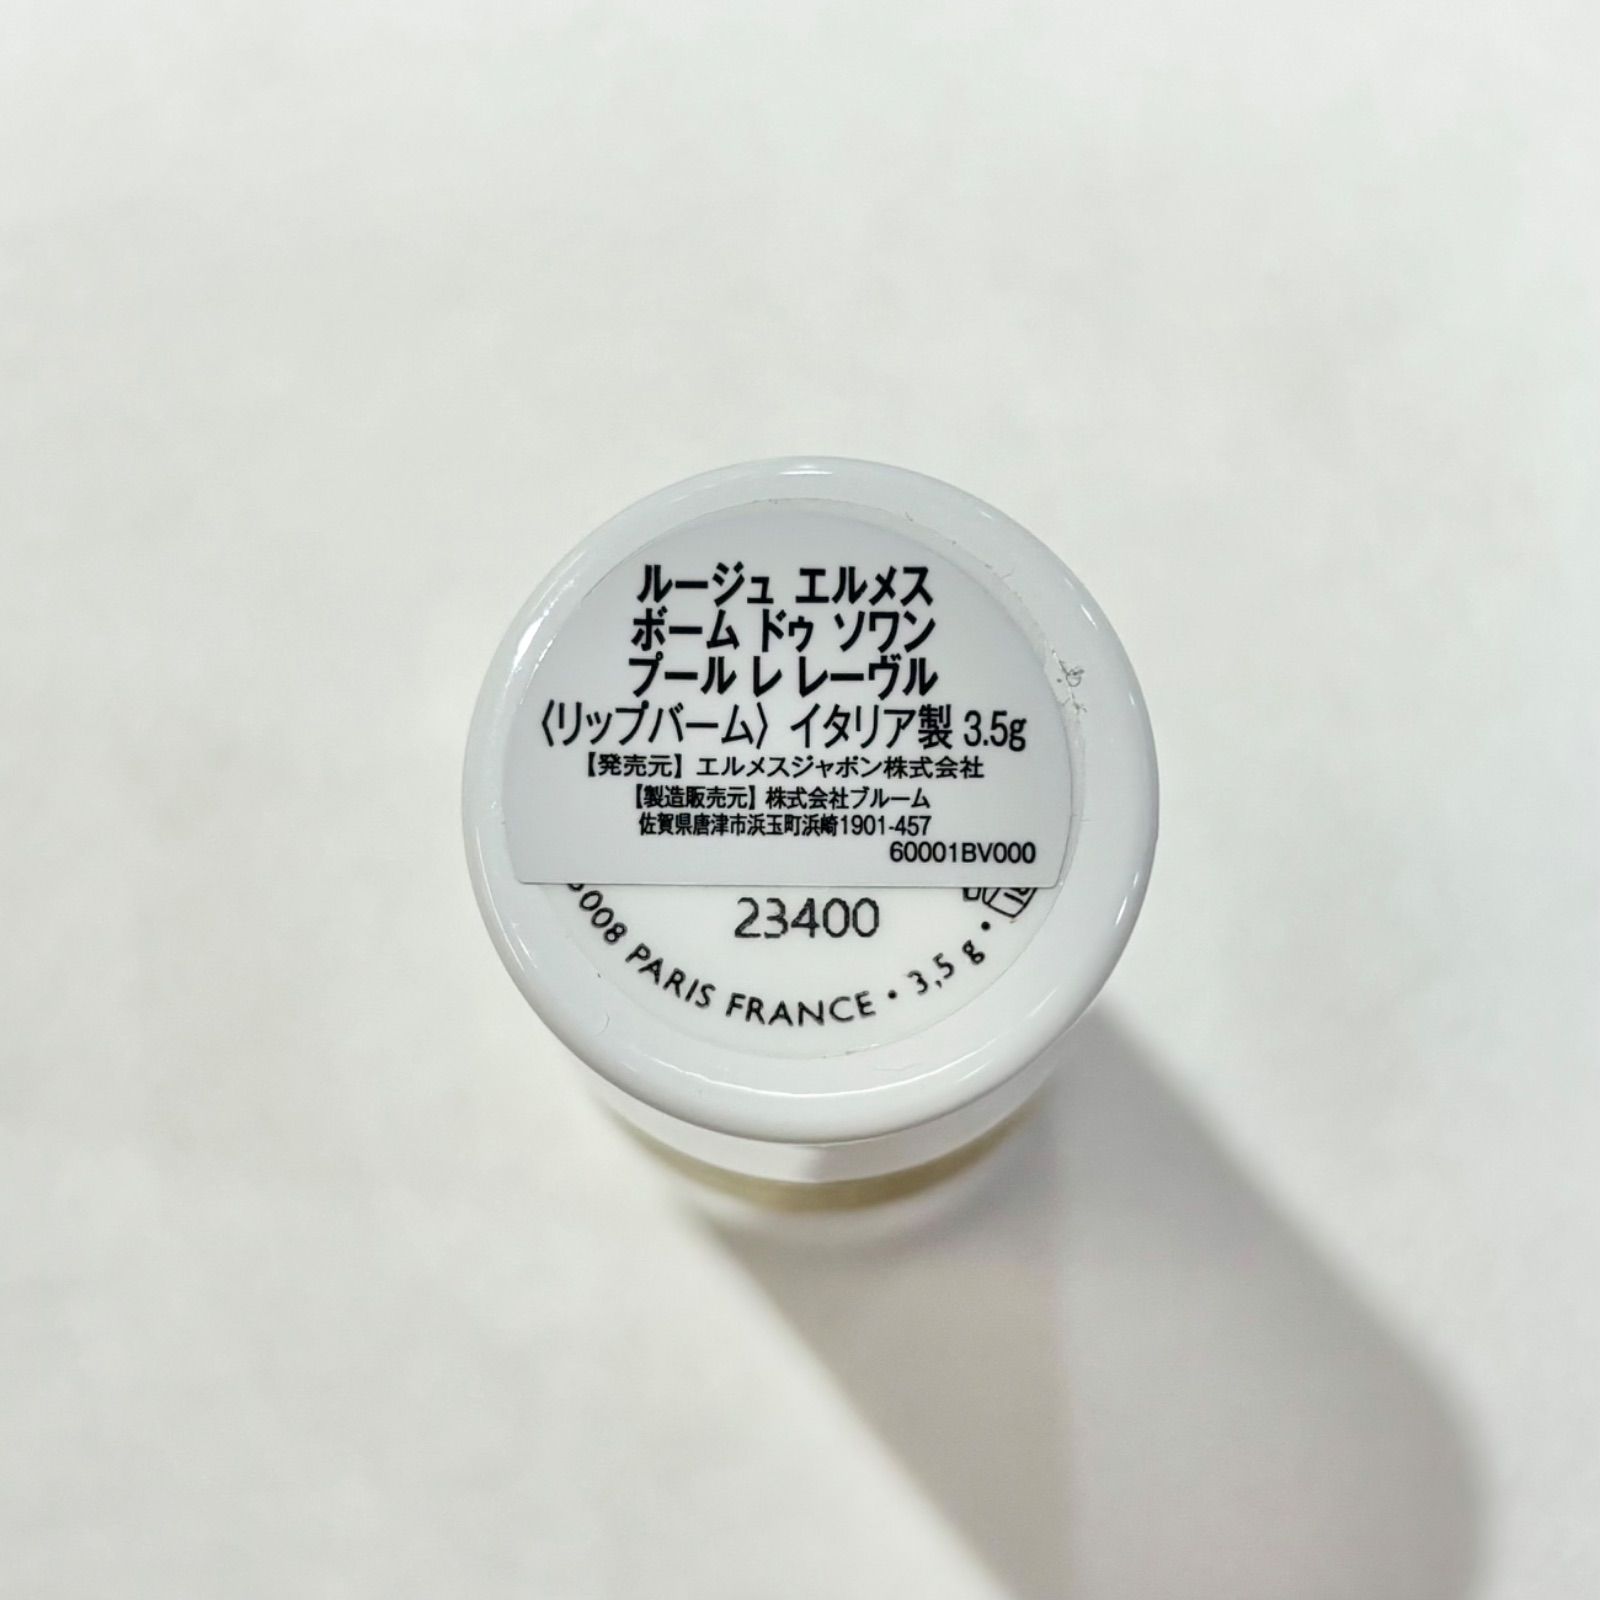 ルージュ エルメス
ボーム ドゥ ソワン
プール レ レーヴル
〈リップバーム〉 イタリア製 3.5g
【発売元】エルメスジャポン株式会社
【製造販売元】株式会社ブルーム
佐賀県唐津市浜玉町浜崎1901-457
60001BV000
23400
5008 PARIS FRANCE • 3,5 g •